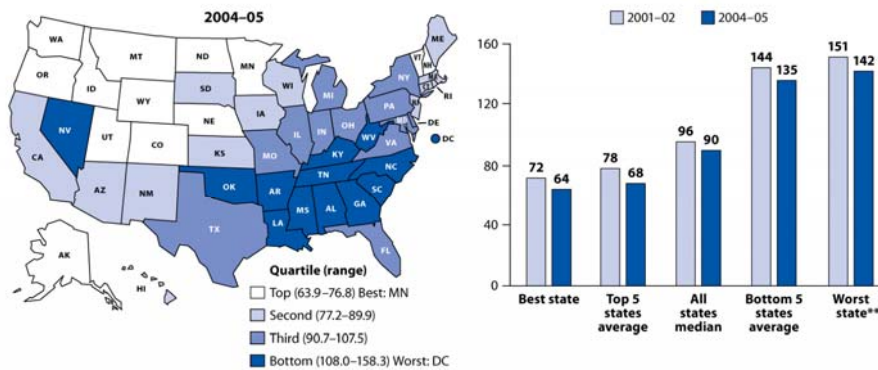 2004–05
WA
OR
CA
NV
ID
MT
WY
UT
AZ
CO
NM
ND
SD
NE
KS
OK
TX
MN
IA
MO
AR
LA
WI
IL
MS
MI
IN
KY
TN
AL
OH
WV
GA
FL
SC
NC
VA
PA
NY
VT
NH
ME
RI
DE
DC
AK
HI
Quartile (range)
Top (63.9–76.8) Best: MN
Second (77.2–89.9)
Third (90.7–107.5)
Bottom (108.0–158.3) Worst: DC
2001–02
2004–05
160
120
80
40
0
72
64
78
68
96
90
144
135
151
142
Best state
Top 5
states
average
All
states
median
Bottom 5
states
average
Worst
state**